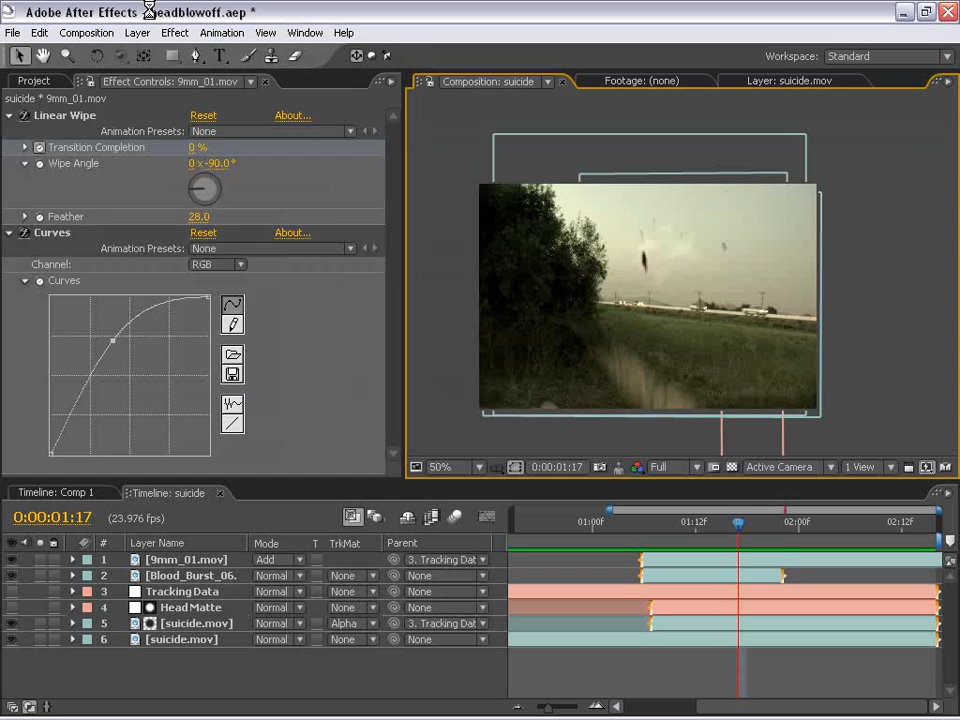 Adobe After Effects headblowoff.aep *
File Edit Composition Layer Effect Animation View Window Help
Workspace: Standard
Project Effect Controls: 9mm_01.mov
Composition: suicide Footage: (none) Layer: suicide.mov
suicide * 9mm_01.mov
Linear Wipe Reset About...
Animation Presets: None
Transition Completion 0 %
Wipe Angle 0 x -90.0 °
Feather 28.0
Curves Reset About...
Animation Presets: None
Channel: RGB
Curves
50% 0:00:01:17 Full Active Camera 1 View
Timeline: Comp 1 Timeline: suicide
0:00:01:17 (23.976 fps)
01:00f 01:12f 02:00f 02:12f
# Layer Name Mode T TrkMat Parent
1 [9mm_01.mov] Add 3. Tracking Dat
2 [Blood_Burst_06. Normal None None
3 Tracking Data Normal None None
4 Head Matte Normal None None
5 [suicide.mov] Normal Alpha 3. Tracking Dat
6 [suicide.mov] Normal None None